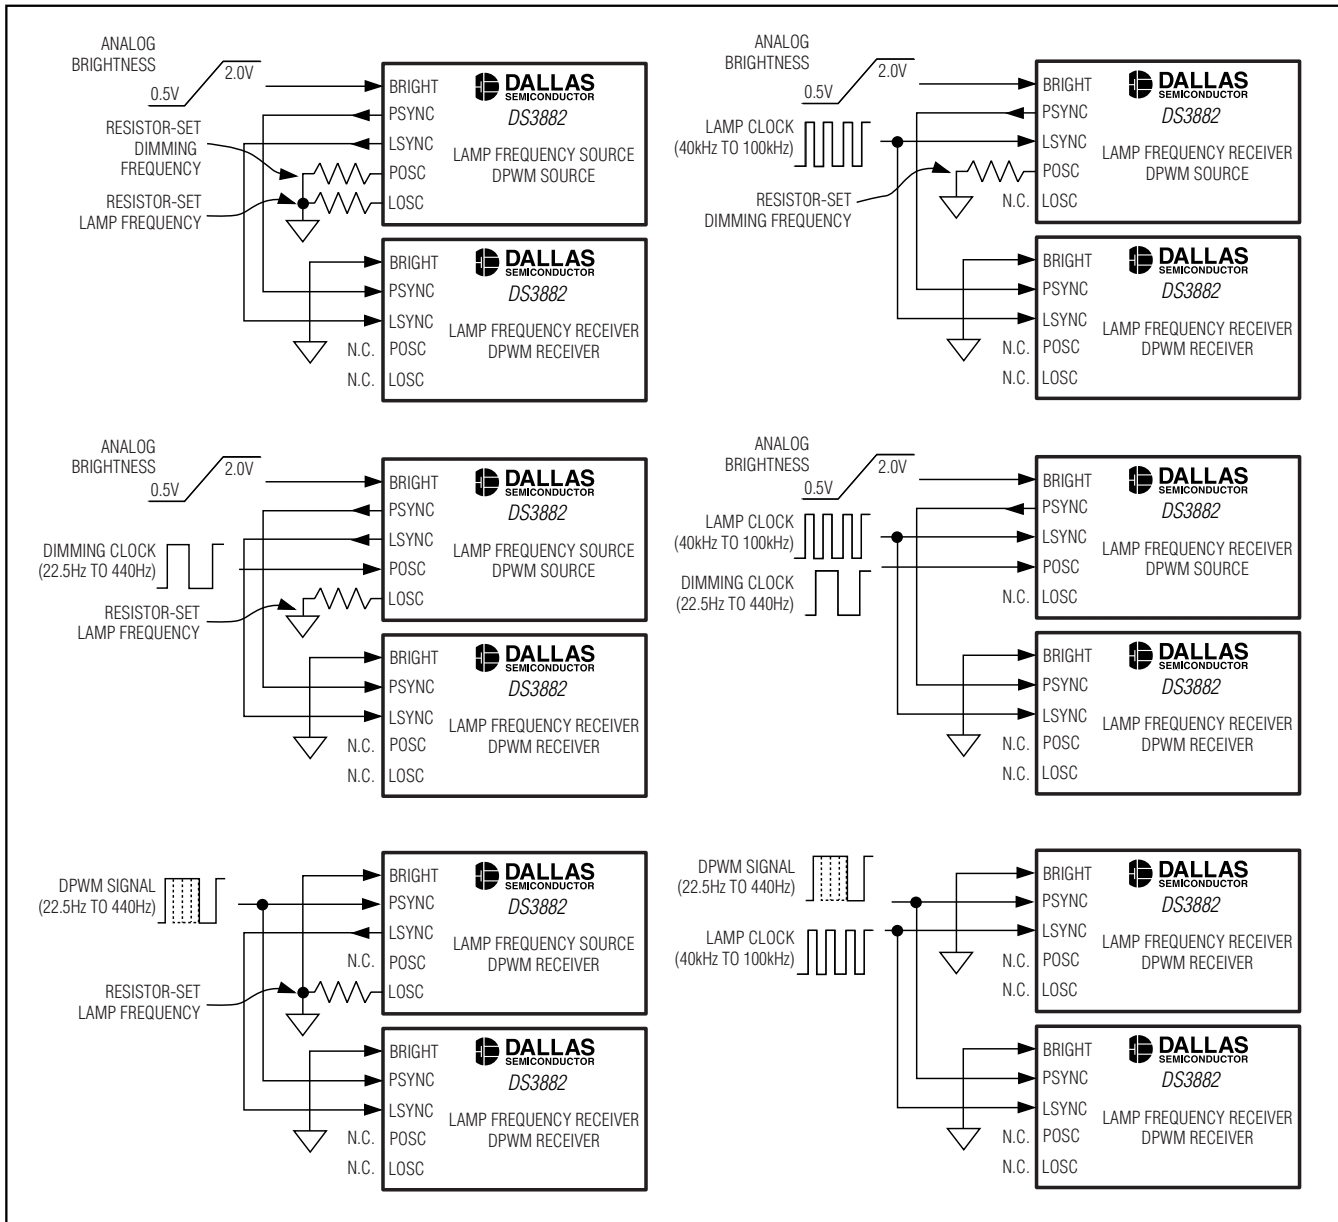 ANALOG
BRIGHTNESS
0.5V
2.0V
RESISTOR-SET
DIMMING
FREQUENCY
RESISTOR-SET
LAMP FREQUENCY
BRIGHT
PSYNC
LSYNC
POSC
LOSC
DALLAS
SEMICONDUCTOR
DS3882
LAMP FREQUENCY SOURCE
DPWM SOURCE
BRIGHT
PSYNC
LSYNC
N.C. POSC
N.C. LOSC
DALLAS
SEMICONDUCTOR
DS3882
LAMP FREQUENCY RECEIVER
DPWM RECEIVER
ANALOG
BRIGHTNESS
0.5V
2.0V
LAMP CLOCK
(40kHz TO 100kHz)
RESISTOR-SET
DIMMING FREQUENCY
BRIGHT
PSYNC
LSYNC
POSC
N.C. LOSC
DALLAS
SEMICONDUCTOR
DS3882
LAMP FREQUENCY RECEIVER
DPWM SOURCE
BRIGHT
PSYNC
LSYNC
N.C. POSC
N.C. LOSC
DALLAS
SEMICONDUCTOR
DS3882
LAMP FREQUENCY RECEIVER
DPWM RECEIVER
ANALOG
BRIGHTNESS
0.5V
2.0V
DIMMING CLOCK
(22.5Hz TO 440Hz)
RESISTOR-SET
LAMP FREQUENCY
BRIGHT
PSYNC
LSYNC
POSC
LOSC
DALLAS
SEMICONDUCTOR
DS3882
LAMP FREQUENCY SOURCE
DPWM SOURCE
BRIGHT
PSYNC
LSYNC
N.C. POSC
N.C. LOSC
DALLAS
SEMICONDUCTOR
DS3882
LAMP FREQUENCY RECEIVER
DPWM RECEIVER
ANALOG
BRIGHTNESS
0.5V
2.0V
LAMP CLOCK
(40kHz TO 100kHz)
DIMMING CLOCK
(22.5Hz TO 440Hz)
BRIGHT
PSYNC
LSYNC
POSC
N.C. LOSC
DALLAS
SEMICONDUCTOR
DS3882
LAMP FREQUENCY RECEIVER
DPWM SOURCE
BRIGHT
PSYNC
LSYNC
N.C. POSC
N.C. LOSC
DALLAS
SEMICONDUCTOR
DS3882
LAMP FREQUENCY RECEIVER
DPWM RECEIVER
DPWM SIGNAL
(22.5Hz TO 440Hz)
RESISTOR-SET
LAMP FREQUENCY
BRIGHT
PSYNC
LSYNC
N.C. POSC
LOSC
DALLAS
SEMICONDUCTOR
DS3882
LAMP FREQUENCY SOURCE
DPWM RECEIVER
BRIGHT
PSYNC
LSYNC
N.C. POSC
N.C. LOSC
DALLAS
SEMICONDUCTOR
DS3882
LAMP FREQUENCY RECEIVER
DPWM RECEIVER
DPWM SIGNAL
(22.5Hz TO 440Hz)
LAMP CLOCK
(40kHz TO 100kHz)
BRIGHT
PSYNC
LSYNC
N.C. POSC
N.C. LOSC
DALLAS
SEMICONDUCTOR
DS3882
LAMP FREQUENCY RECEIVER
DPWM RECEIVER
BRIGHT
PSYNC
LSYNC
N.C. POSC
N.C. LOSC
DALLAS
SEMICONDUCTOR
DS3882
LAMP FREQUENCY RECEIVER
DPWM RECEIVER